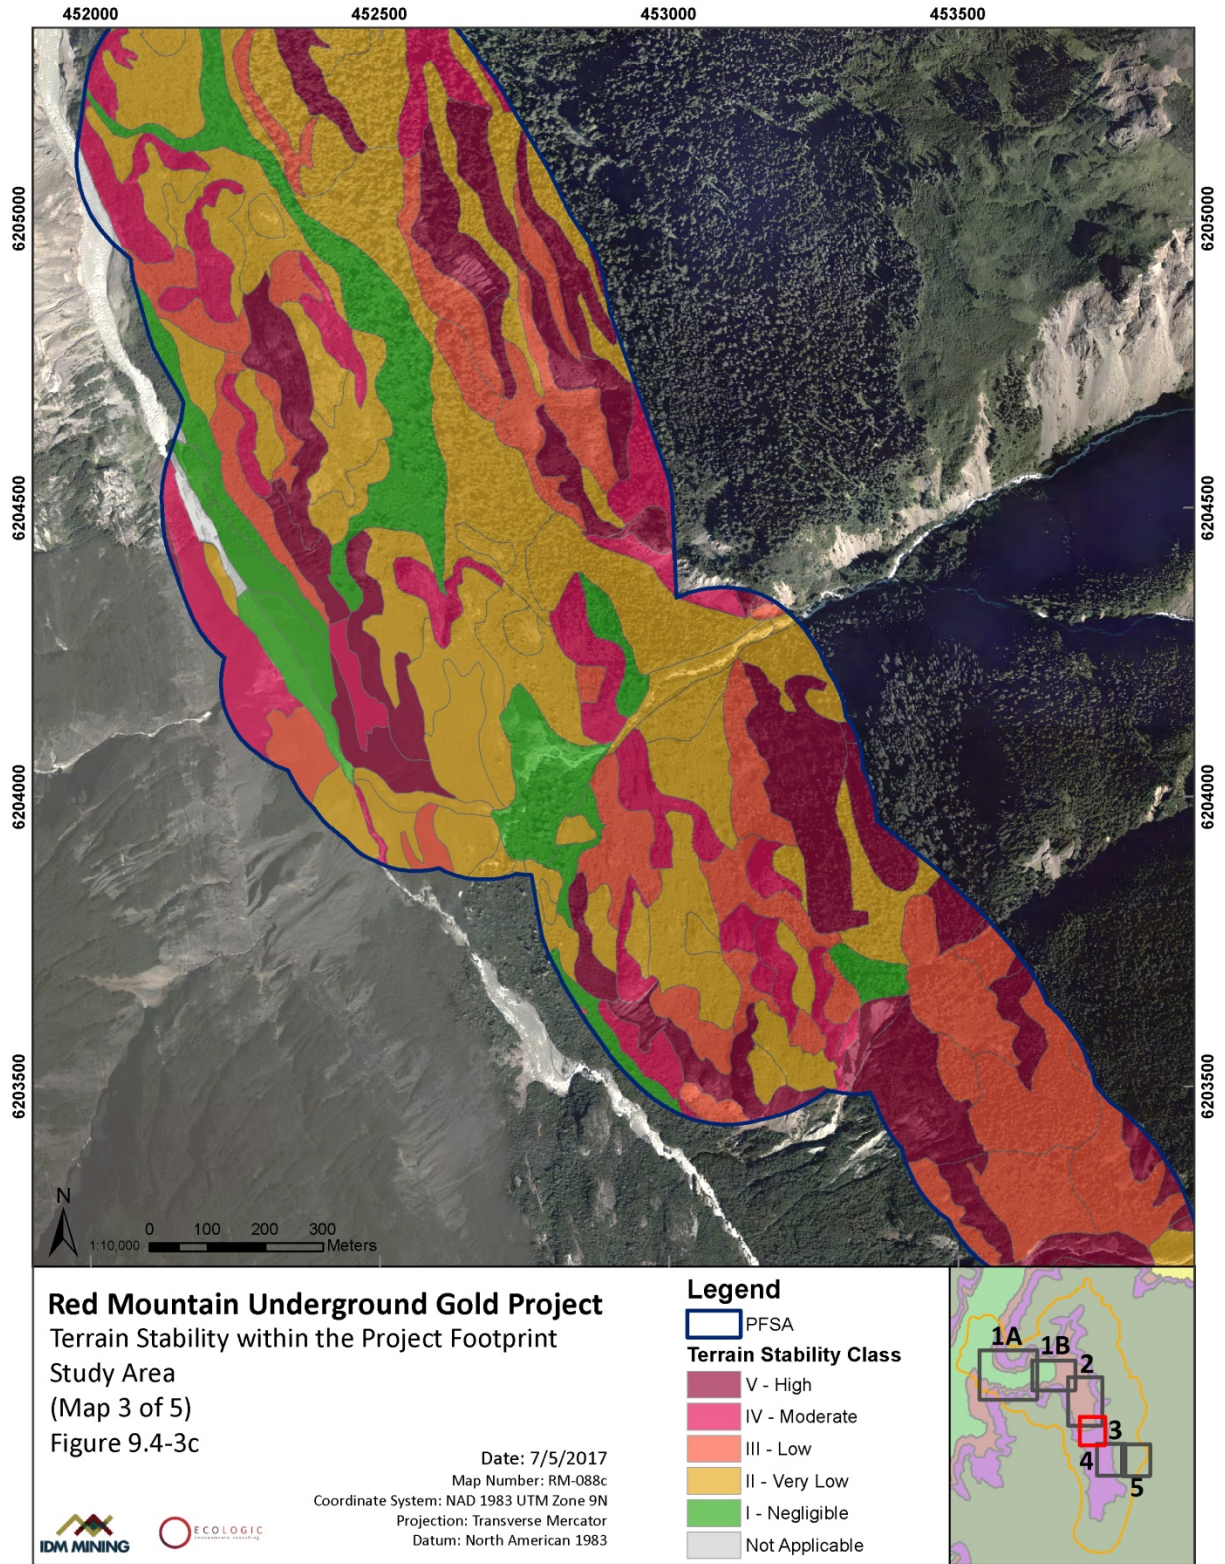 452000
452500
453000
453500
6205000
6205000
6204500
6204500
6204000
6204000
6203500
6203500
N
0 100 200 300
1:10,000
Meters
Red Mountain Underground Gold Project
Terrain Stability within the Project Footprint
Study Area
(Map 3 of 5)
Figure 9.4-3c
Date: 7/5/2017
Map Number: RM-088c
Coordinate System: NAD 1983 UTM Zone 9N
Projection: Transverse Mercator
Datum: North American 1983
IDM MINING
ECOLOGIC
Legend
PFSA
Terrain Stability Class
V - High
IV - Moderate
III - Low
II - Very Low
I - Negligible
Not Applicable
1A
1B
2
3
4
5